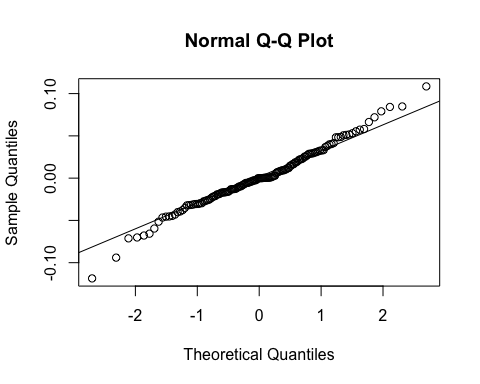 Normal Q-Q Plot
Sample Quantiles
0.10
0.00
-0.10
-2 -1 0 1 2
Theoretical Quantiles